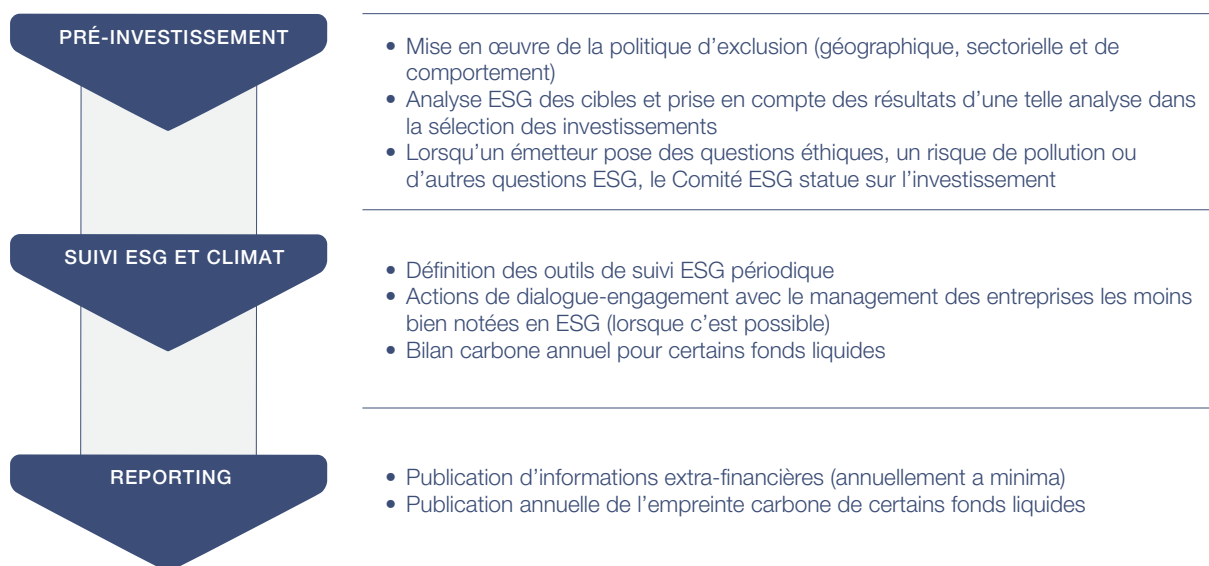 PRÉ-INVESTISSEMENT
• Mise en œuvre de la politique d’exclusion (géographique, sectorielle et de
comportement)
• Analyse ESG des cibles et prise en compte des résultats d’une telle analyse dans
la sélection des investissements
• Lorsqu’un émetteur pose des questions éthiques, un risque de pollution ou
d’autres questions ESG, le Comité ESG statue sur l’investissement
SUIVI ESG ET CLIMAT
• Définition des outils de suivi ESG périodique
• Actions de dialogue-engagement avec le management des entreprises les moins
bien notées en ESG (lorsque c’est possible)
• Bilan carbone annuel pour certains fonds liquides
REPORTING
• Publication d’informations extra-financières (annuellement a minima)
• Publication annuelle de l’empreinte carbone de certains fonds liquides